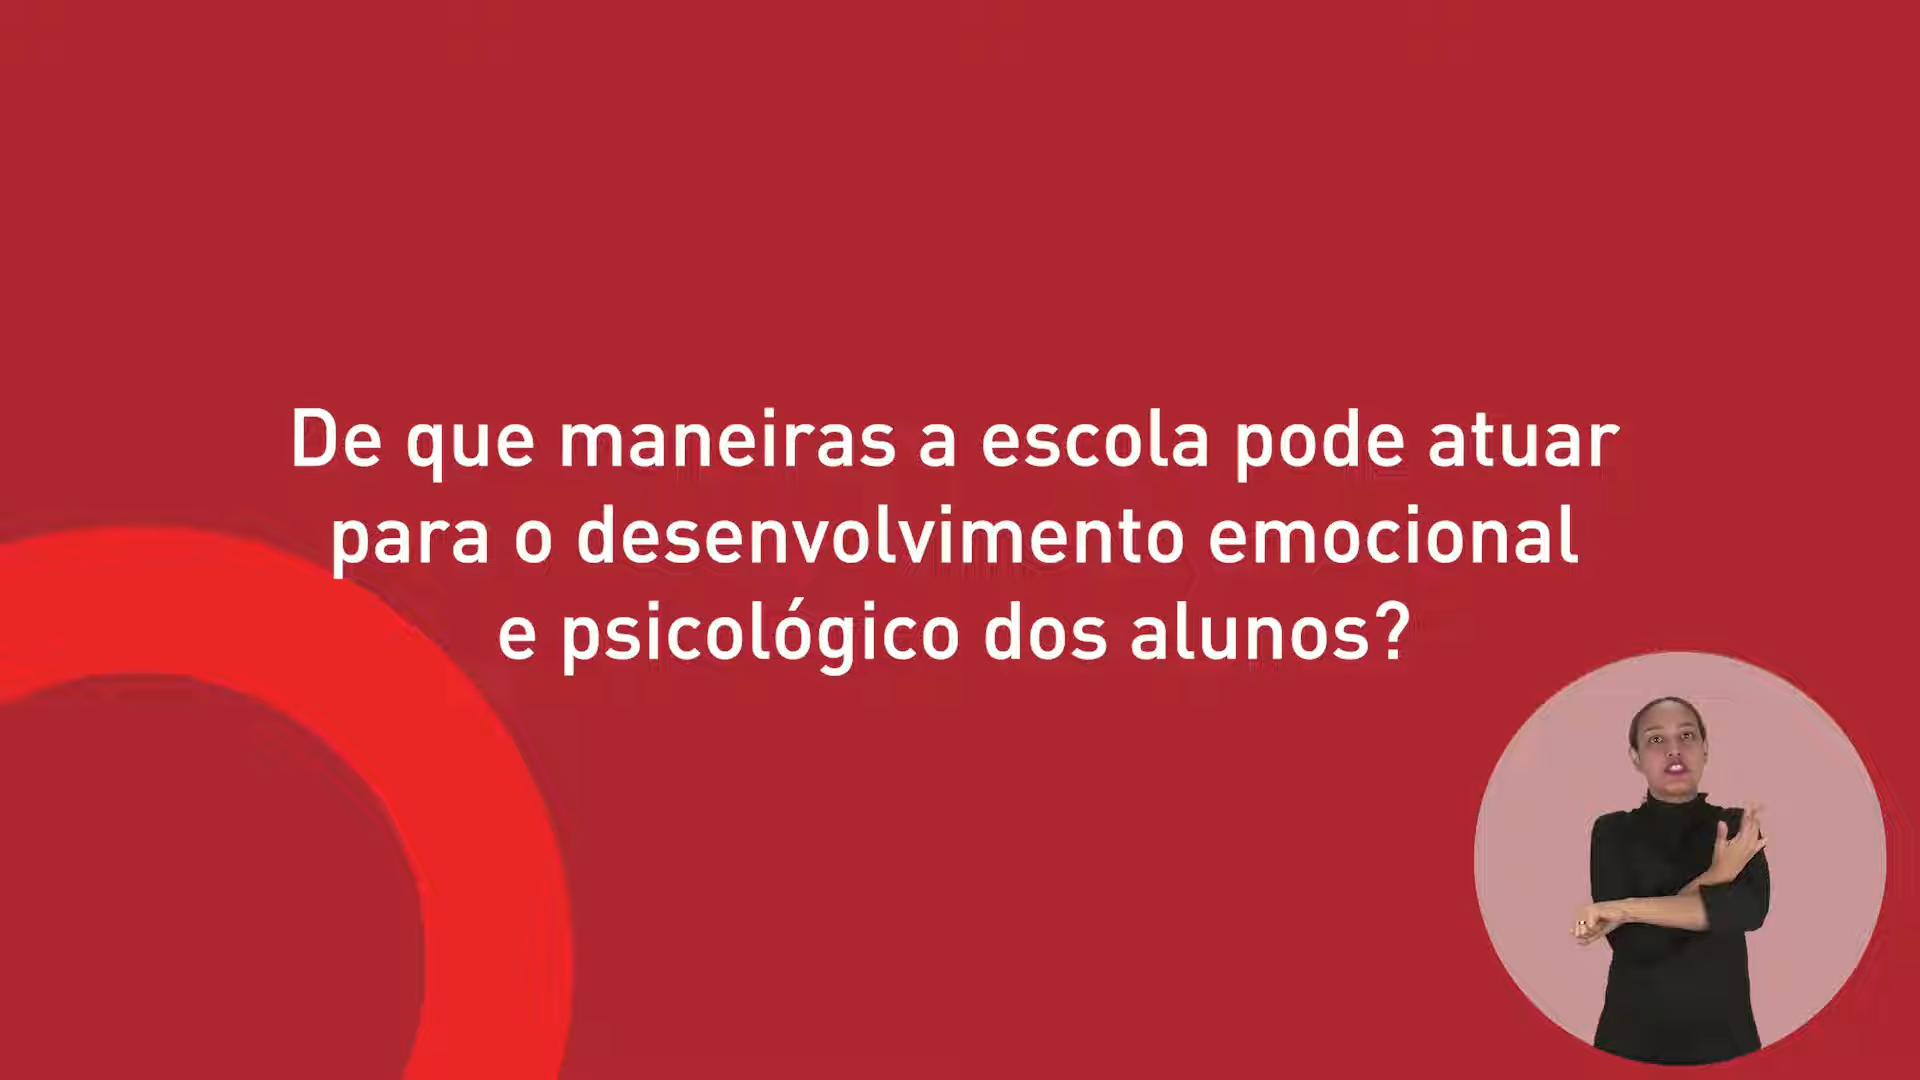 De que maneiras a escola pode atuar
para o desenvolvimento emocional
e psicológico dos alunos?